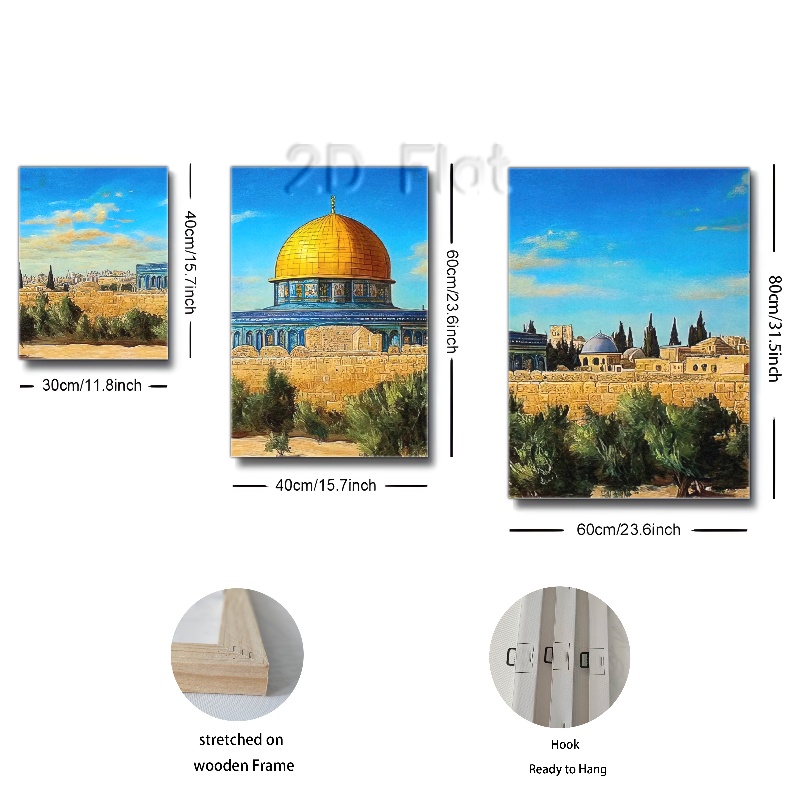 2D Flat
40cm/15.7inch
60cm/23.6inch
80cm/31.5inch
30cm/11.8inch
40cm/15.7inch
60cm/23.6inch
stretched on
wooden Frame
Hook
Ready to Hang